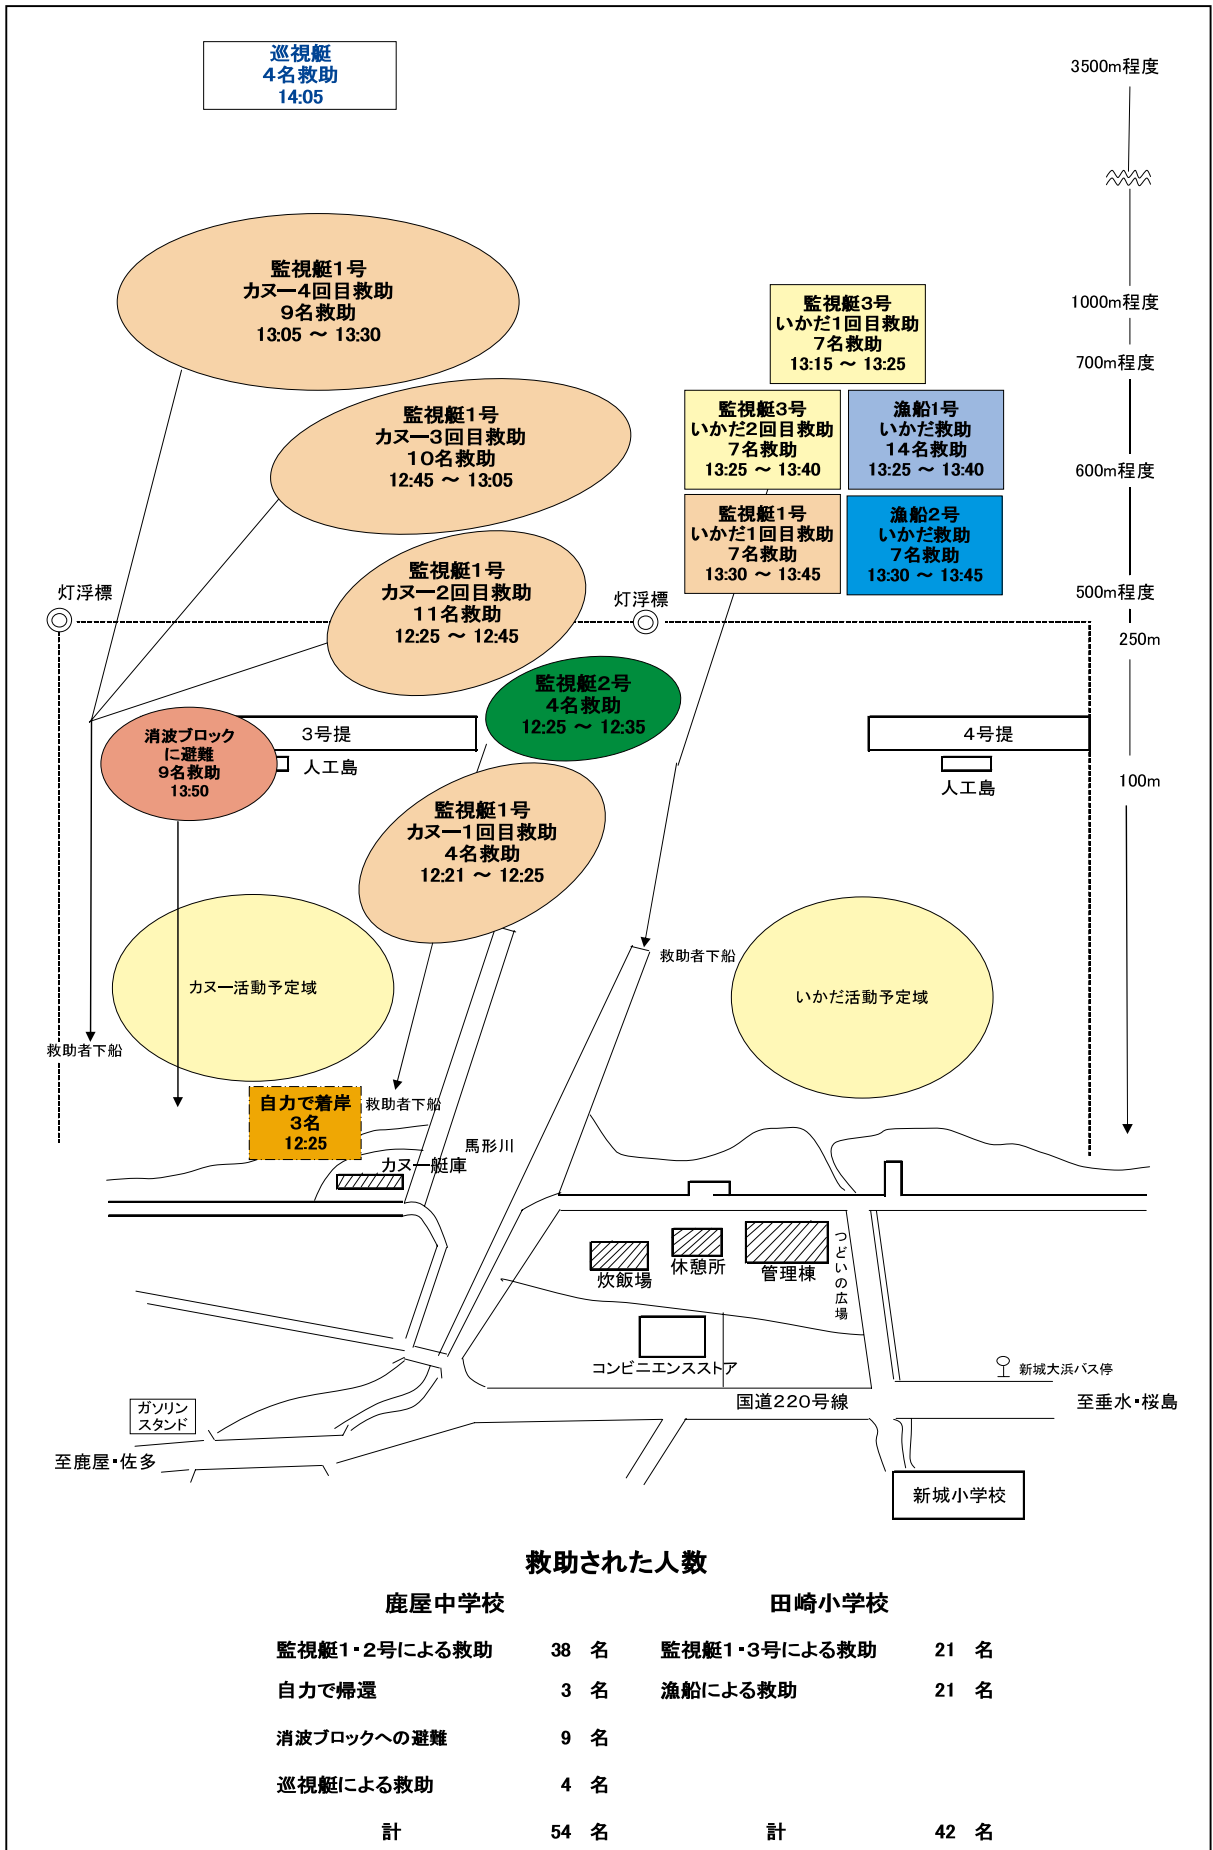 巡視艇
4名救助
14:05
3500m程度
監視艇1号
カヌー4回目救助
9名救助
13:05 ～ 13:30
監視艇3号
いかだ1回目救助
7名救助
13:15 ～ 13:25
1000m程度
700m程度
監視艇1号
カヌー3回目救助
10名救助
12:45 ～ 13:05
監視艇3号
いかだ2回目救助
7名救助
13:25 ～ 13:40
漁船1号
いかだ救助
14名救助
13:25 ～ 13:40
600m程度
監視艇1号
いかだ1回目救助
7名救助
13:30 ～ 13:45
漁船2号
いかだ救助
7名救助
13:30 ～ 13:45
監視艇1号
カヌー2回目救助
11名救助
12:25 ～ 12:45
灯浮標
灯浮標
500m程度
250m
監視艇2号
4名救助
12:25 ～ 12:35
消波ブロック
に避難
9名救助
13:50
3号提
人工島
4号提
人工島
100m
監視艇1号
カヌー1回目救助
4名救助
12:21 ～ 12:25
救助者下船
カヌー活動予定域
いかだ活動予定域
救助者下船
自力で着岸
3名
12:25
救助者下船
馬形川
カヌー艇庫
炊飯場
休憩所
管理棟
つどいの広場
コンビニエンスストア
新城大浜バス停
国道220号線
至垂水・桜島
ガソリン
スタンド
至鹿屋・佐多
新城小学校
救助された人数
鹿屋中学校 田崎小学校
監視艇1・2号による救助 38 名 監視艇1・3号による救助 21 名
自力で帰還 3 名 漁船による救助 21 名
消波ブロックへの避難 9 名
巡視艇による救助 4 名
計 54 名 計 42 名